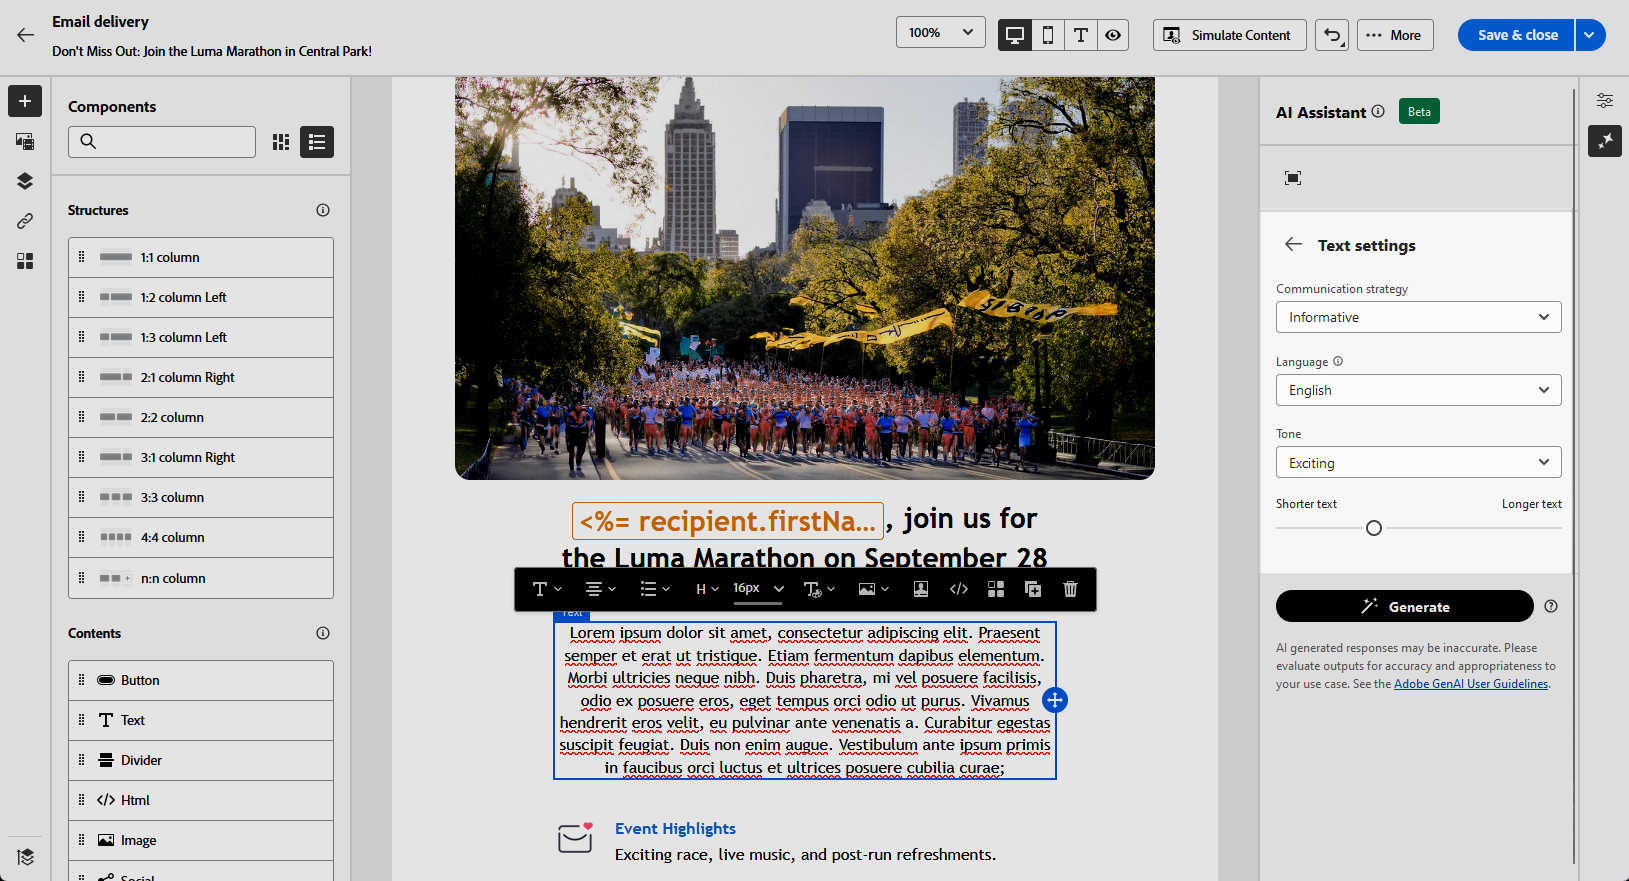 Email delivery
Don't Miss Out: Join the Luma Marathon in Central Park!
100%
Simulate Content
More
Save & close
Components
Structures
1:1 column
1:2 column Left
1:3 column Left
2:1 column Right
2:2 column
3:1 column Right
3:3 column
4:4 column
n:n column
Contents
Button
Text
Divider
Html
Image
Social
<%= recipient.firstNa... , join us for
the Luma Marathon on September 28
H
16px
Text
Lorem ipsum dolor sit amet, consectetur adipiscing elit. Praesent
semper et erat ut tristique. Etiam fermentum dapibus elementum.
Morbi ultricies neque nibh. Duis pharetra, mi vel posuere facilisis,
odio ex posuere eros, eget tempus orci odio ut purus. Vivamus
hendrerit eros velit, eu pulvinar ante venenatis a. Curabitur egestas
suscipit feugiat. Duis non enim augue. Vestibulum ante ipsum primis
in faucibus orci luctus et ultrices posuere cubilia curae;
Event Highlights
Exciting race, live music, and post-run refreshments.
AI Assistant
Beta
Text settings
Communication strategy
Informative
Language
English
Tone
Exciting
Shorter text
Longer text
Generate
AI generated responses may be inaccurate. Please
evaluate outputs for accuracy and appropriateness to
your use case. See the Adobe GenAI User Guidelines.